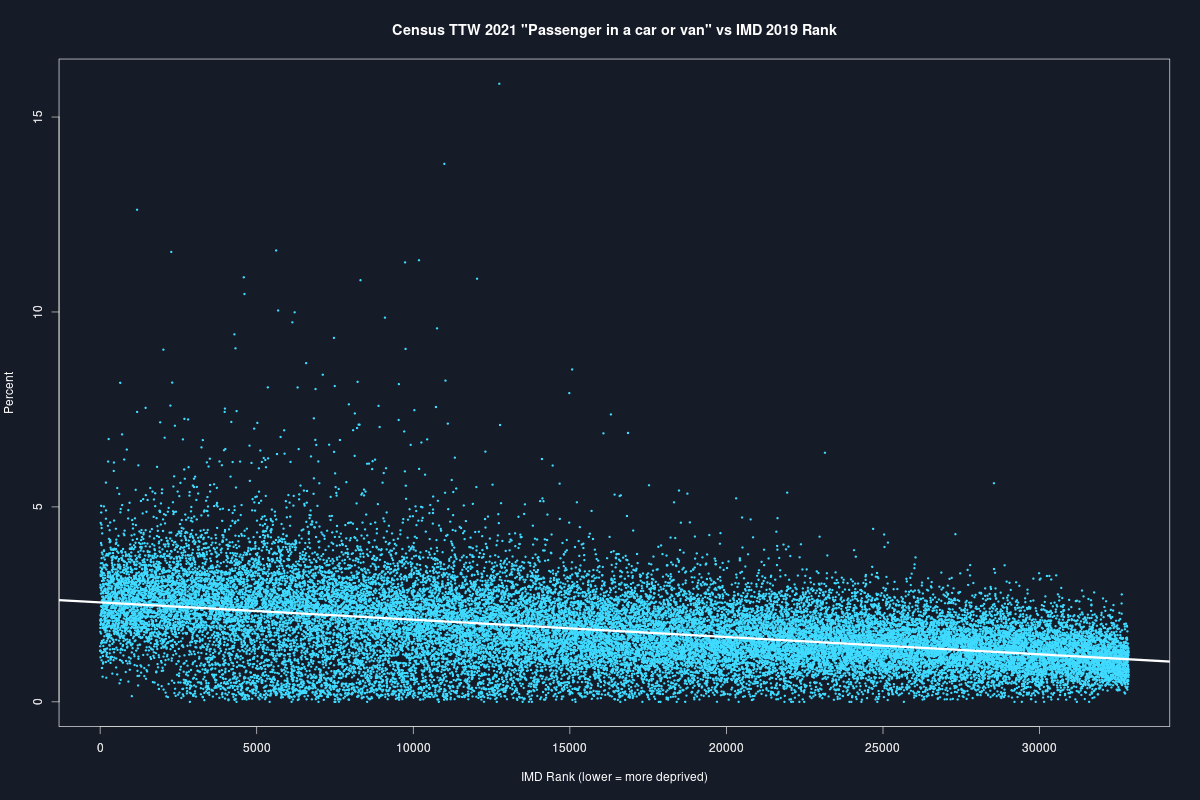 Census TTW 2021 "Passenger in a car or van" vs IMD 2019 Rank
15
10
5
0
Percent
0 5000 10000 15000 20000 25000 30000
IMD Rank (lower = more deprived)